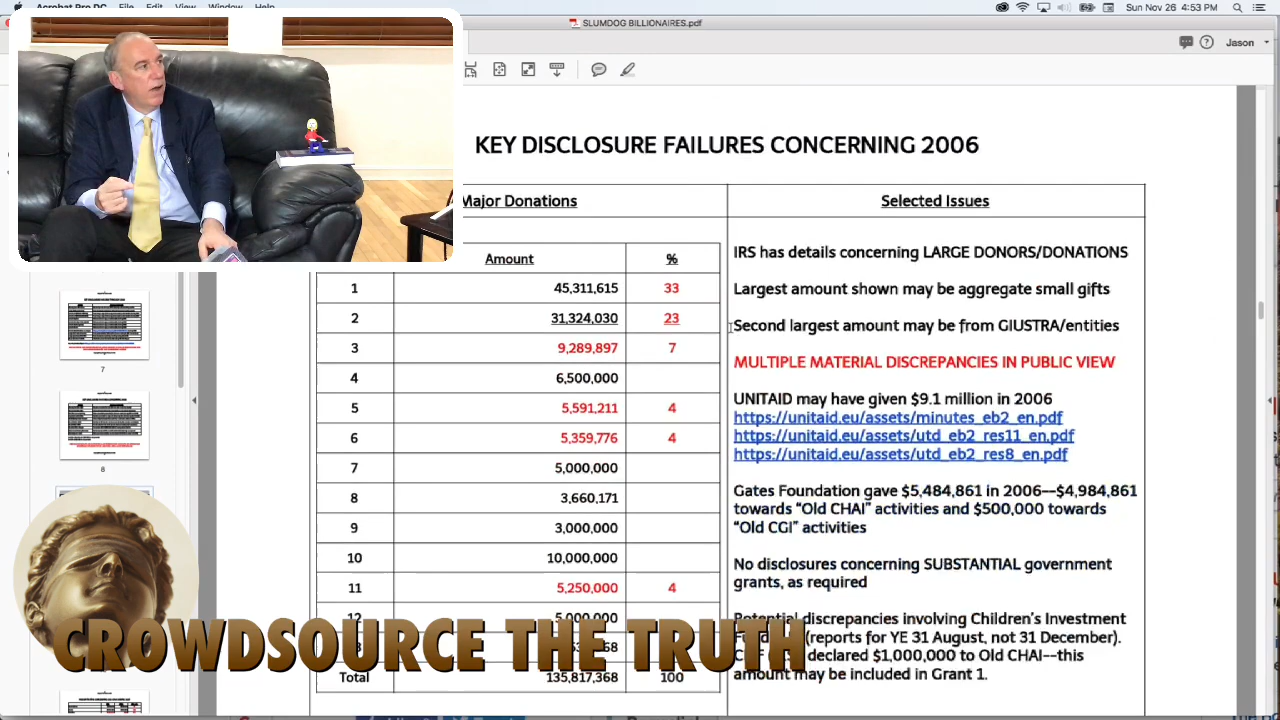 Acrobat Pro DC File Edit View Windows Window Help
Sun Nov 26 4:53 PM
SLUMDOG BILLIONAIRES.pdf
Jason
KEY DISCLOSURE FAILURES CONCERNING 2006
Major Donations
Amount %
1 45,311,615 33
2 31,324,030 23
3 9,289,897 7
4 6,500,000
5 5,591,211 4
6 5,359,776 4
7 5,000,000
8 3,660,171
9 3,000,000
10 10,000,000
11 5,250,000 4
12 5,000,000
Total 135,817,368 100
Selected Issues
IRS has details concerning LARGE DONORS/DONATIONS
Largest amount shown may be aggregate small gifts
Second largest amount may be from GIUSTRA/entities
MULTIPLE MATERIAL DISCREPANCIES IN PUBLIC VIEW
UNITAID may have given $9.1 million in 2006
https://unitaid.eu/assets/minute5_eb2_en.pdf
https://unitaid.eu/assets/utd_eb2_res11_en.pdf
https://unitaid.eu/assets/utd_eb2_res8_en.pdf
Gates Foundation gave $5,484,861 in 2006--$4,984,861
towards “Old CHAI” activities and $500,000 towards
“Old CGI” activities
No disclosures concerning SUBSTANTIAL government
grants, as required
Potential discrepancies involving Children’s Investment
(reports for YE 31 August, not 31 December).
declared $1,000,000 to Old CHAI--this
amount may be included in Grant 1.
7
8
CROWDSOURCE THE TRUTH